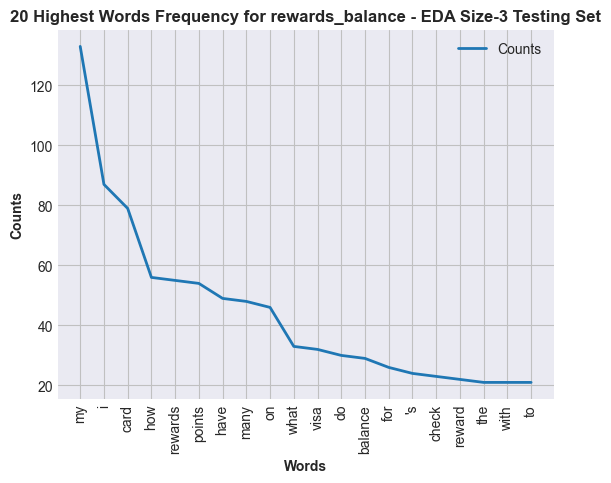 20 Highest Words Frequency for rewards_balance - EDA Size-3 Testing Set
Counts
120
100
80
60
40
20
Counts
my
i
card
how
rewards
points
have
many
on
what
visa
do
balance
for
's
check
reward
the
with
to
Words